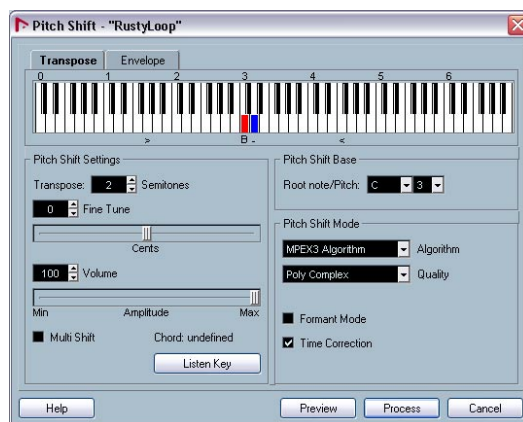 Pitch Shift - "RustyLoop"
Transpose Envelope
0 1 2 3 4 5 6
> B - <
Pitch Shift Settings
Transpose: 2 Semitones
0 Fine Tune
Cents
100 Volume
Min Amplitude Max
Multi Shift Chord: undefined
Listen Key
Pitch Shift Base
Root note/Pitch: C 3
Pitch Shift Mode
MPEX3 Algorithm Algorithm
Poly Complex Quality
Formant Mode
Time Correction
Help Preview Process Cancel